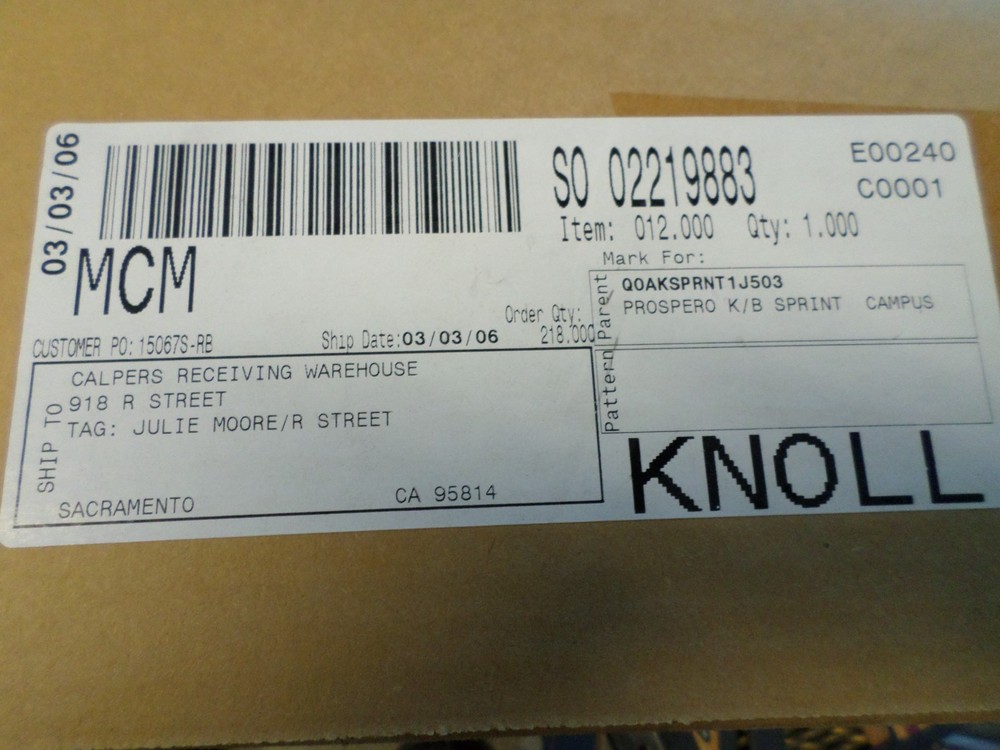 03/03/06
MCM
SO 02219883
E00240
C0001
Item: 012.000 Qty: 1.000
Mark For:
Parent
QOAKSPRNT1J503
PROSPERO K/B SPRINT CAMPUS
Order Qty:
218.000
CUSTOMER PO: 15067S-RB
Ship Date:03/03/06
SHIP TO
CALPERS RECEIVING WAREHOUSE
918 R STREET
TAG: JULIE MOORE/R STREET
SACRAMENTO CA 95814
Pattern
KNOLL